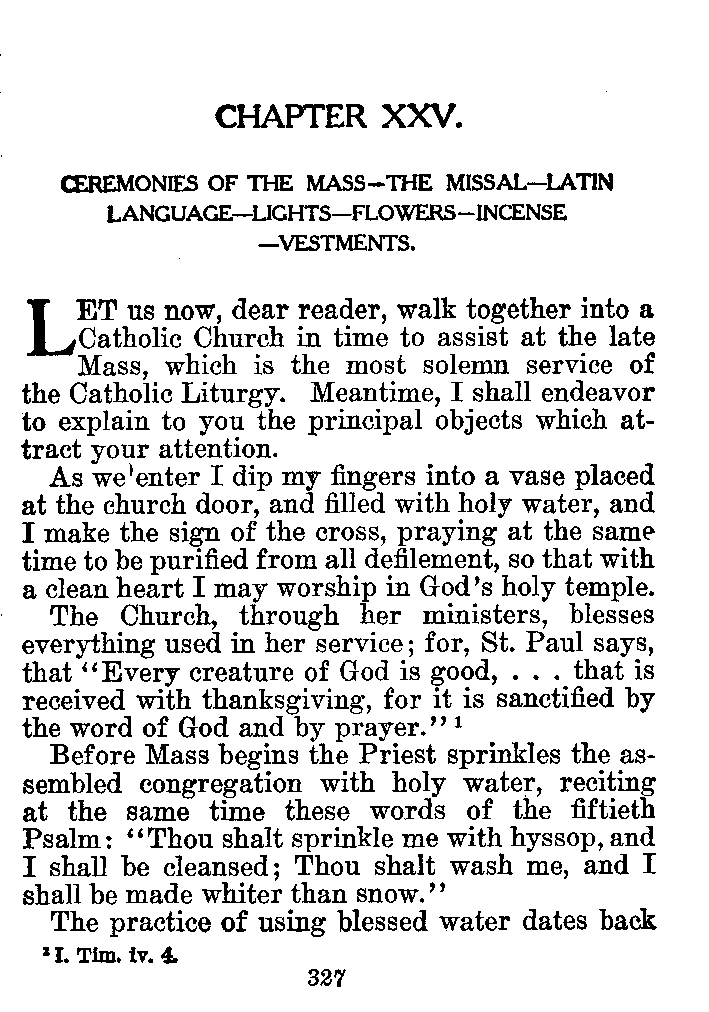 CHAPTER XXV.
CEREMONIES OF THE MASS—THE MISSAL—LATIN
LANGUAGE—LIGHTS—FLOWERS—INCENSE
—VESTMENTS.
LET us now, dear reader, walk together into a
Catholic Church in time to assist at the late
Mass, which is the most solemn service of
the Catholic Liturgy. Meantime, I shall endeavor
to explain to you the principal objects which at-
tract your attention.
As we'enter I dip my fingers into a vase placed
at the church door, and filled with holy water, and
I make the sign of the cross, praying at the same
time to be purified from all defilement, so that with
a clean heart I may worship in God's holy temple.
The Church, through her ministers, blesses
everything used in her service; for, St. Paul says,
that "Every creature of God is good, . . . that is
received with thanksgiving, for it is sanctified by
the word of God and by prayer." ¹
Before Mass begins the Priest sprinkles the as-
sembled congregation with holy water, reciting
at the same time these words of the fiftieth
Psalm: "Thou shalt sprinkle me with hyssop, and
I shall be cleansed; Thou shalt wash me, and I
shall be made whiter than snow."
The practice of using blessed water dates back
¹ I. Tim. iv. 4.
327